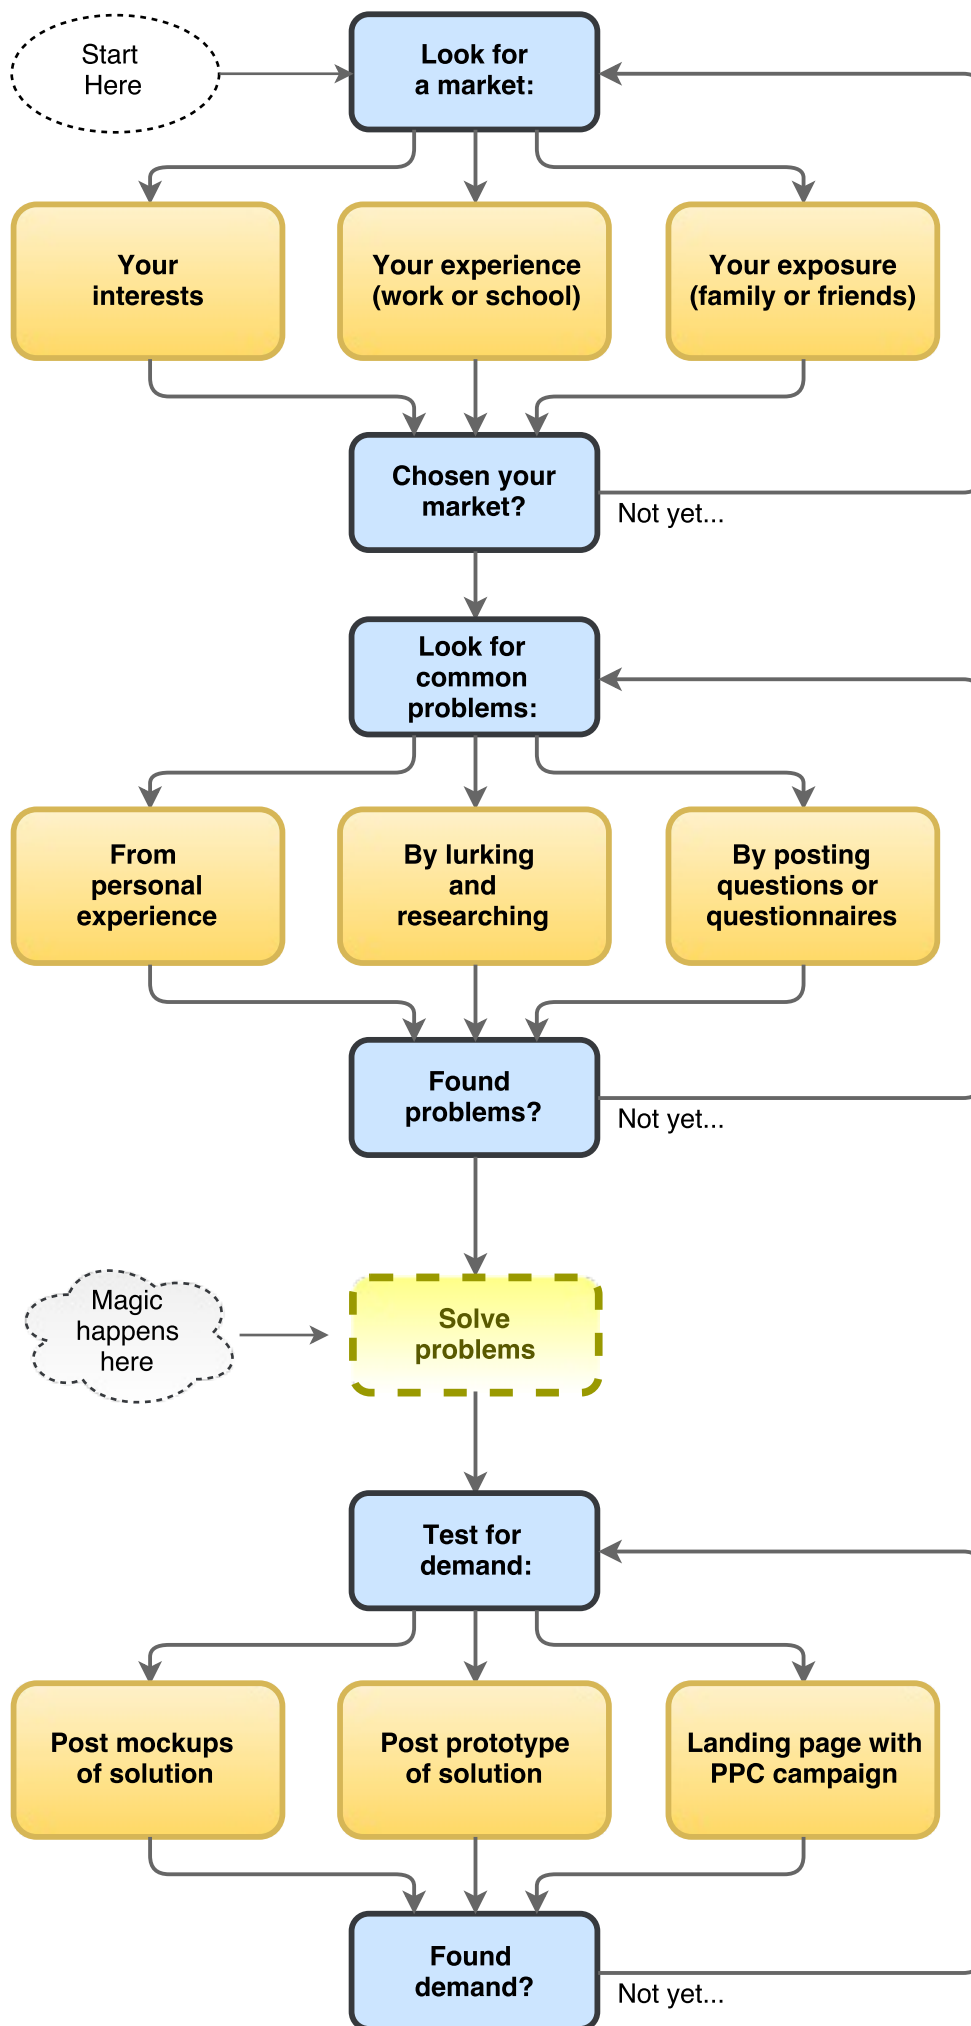 Start
Here
Look for
a market:
Your
interests
Your experience
(work or school)
Your exposure
(family or friends)
Chosen your
market?
Not yet...
Look for
common
problems:
From
personal
experience
By lurking
and
researching
By posting
questions or
questionnaires
Found
problems?
Not yet...
Magic
happens
here
Solve
problems
Test for
demand:
Post mockups
of solution
Post prototype
of solution
Landing page with
PPC campaign
Found
demand?
Not yet...